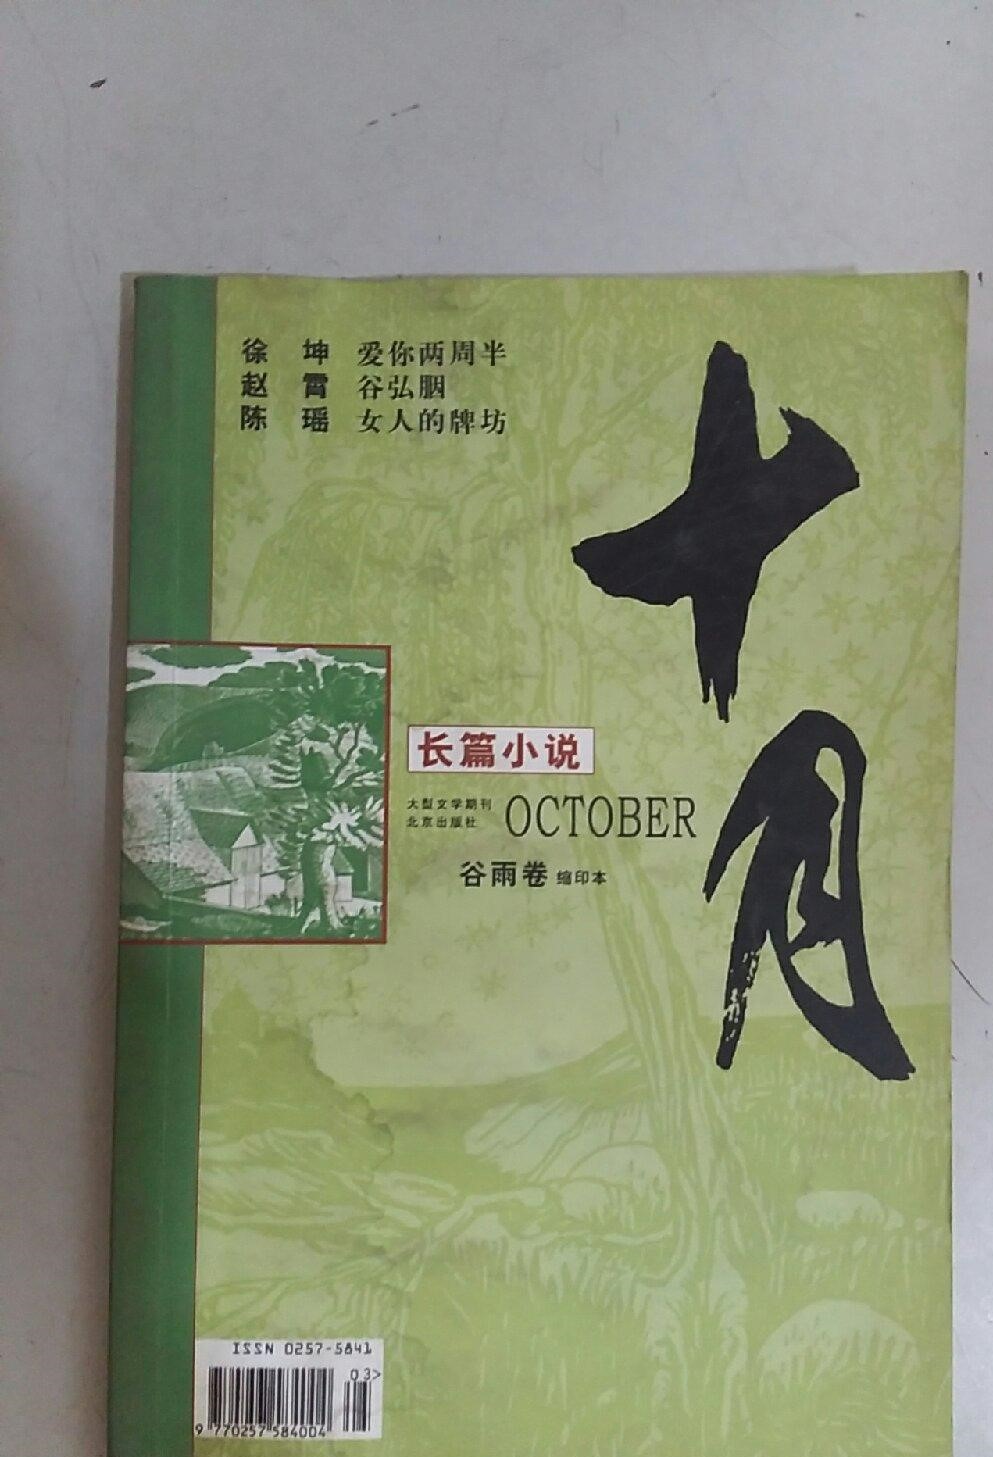 徐 坤 爱你两周半
赵 霄 谷弘胭
陈 瑶 女人的牌坊
十月
长篇小说
大型文学期刊
北京出版社
OCTOBER
谷雨卷 缩印本
ISSN 0257-5841
03>
9 770257 584004